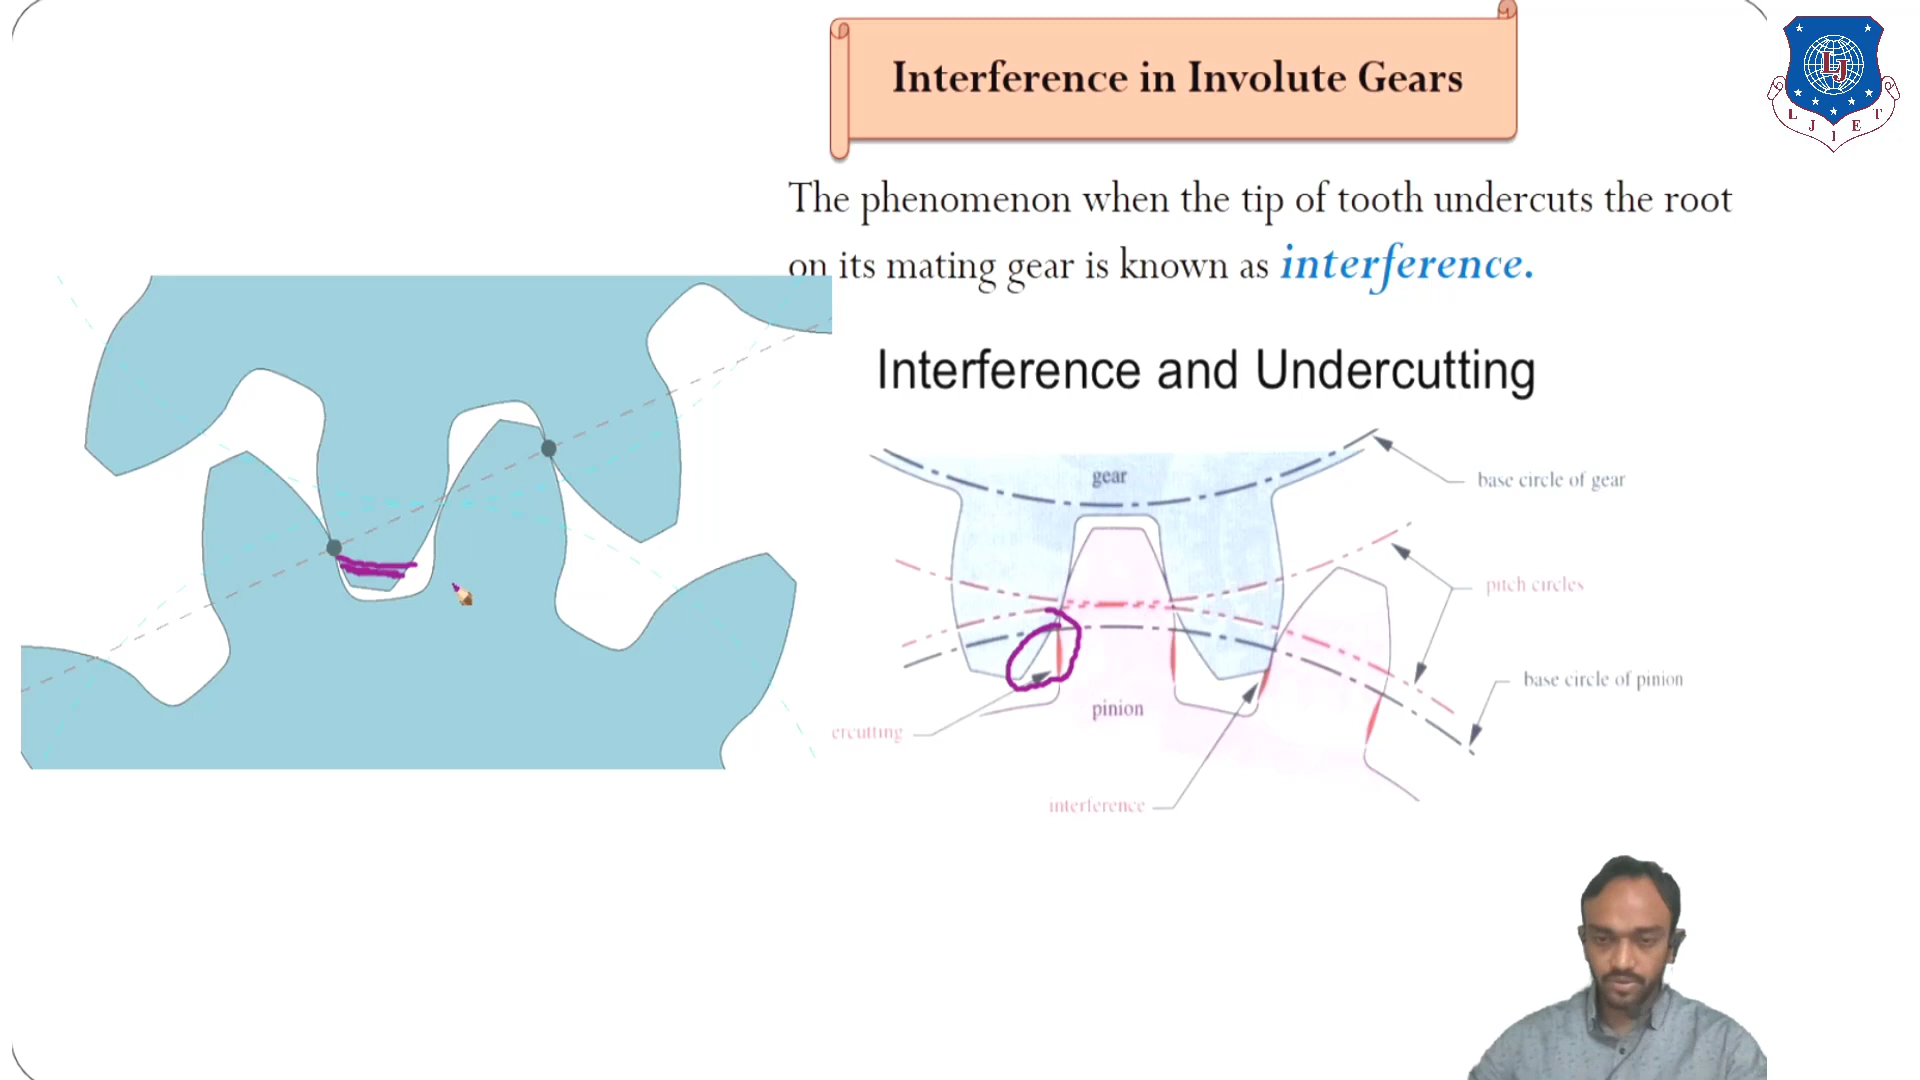 Interference in Involute Gears
LJ
L J I E T
The phenomenon when the tip of tooth undercuts the root
on its mating gear is known as interference.
Interference and Undercutting
gear
base circle of gear
pitch circles
base circle of pinion
pinion
ercutting
interference